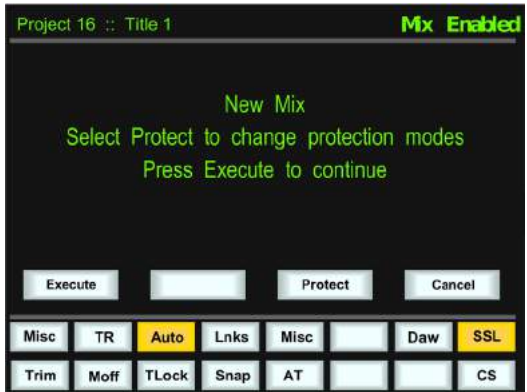 Project 16 :: Title 1 Mix Enabled
New Mix
Select Protect to change protection modes
Press Execute to continue
Execute Protect Cancel
Misc TR Auto Lnks Misc Daw SSL
Trim Moff TLock Snap AT CS